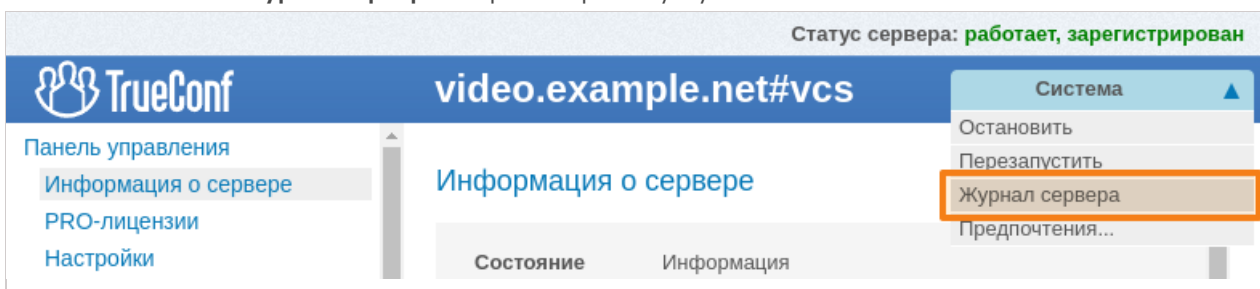 Статус сервера: работает, зарегистрирован
TrueConf
video.example.net#vcs
Система
Остановить
Перезапустить
Журнал сервера
Предпочтения...
Панель управления
Информация о сервере
PRO-лицензии
Настройки
Информация о сервере
Состояние Информация